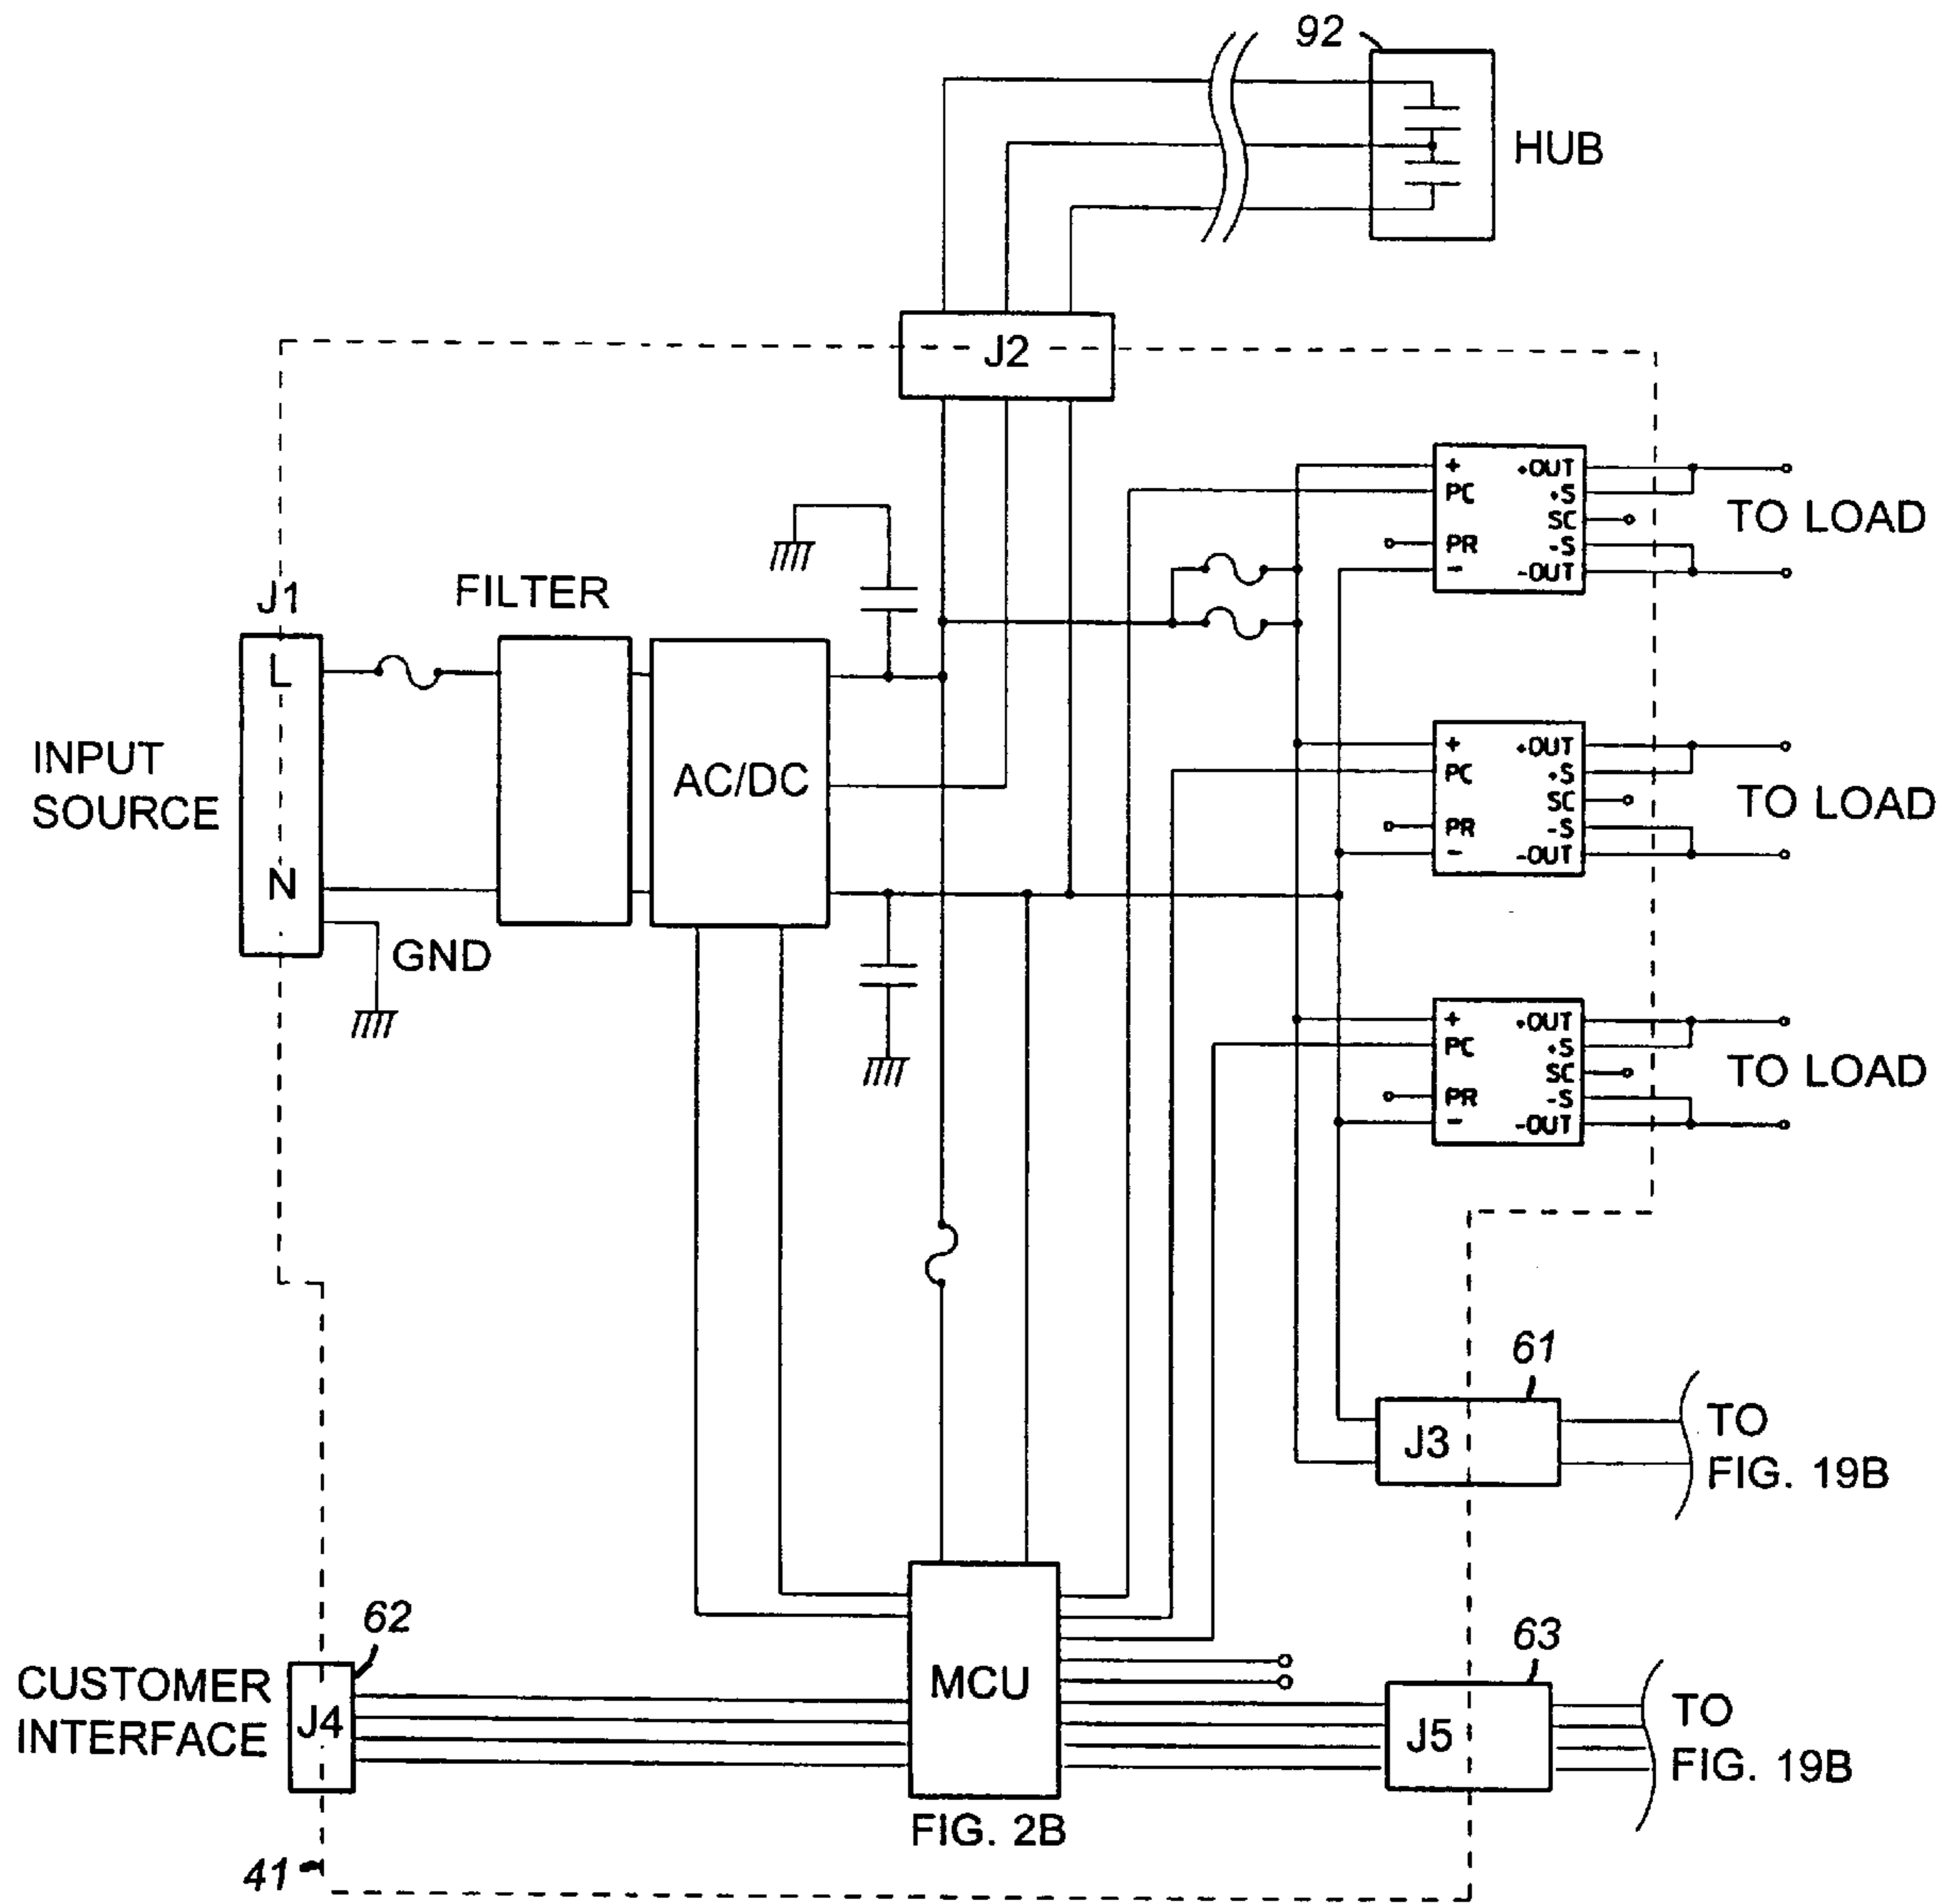 92
HUB
J2
J1
FILTER
L
N
INPUT
SOURCE
AC/DC
GND
+ +OUT
PC +S
SC
PR -S
- -OUT
TO LOAD
+ +OUT
PC +S
SC
PR -S
- -OUT
TO LOAD
+ +OUT
PC +S
SC
PR -S
- -OUT
TO LOAD
61
J3
TO
FIG. 19B
62
CUSTOMER
INTERFACE
J4
MCU
FIG. 2B
63
J5
TO
FIG. 19B
41